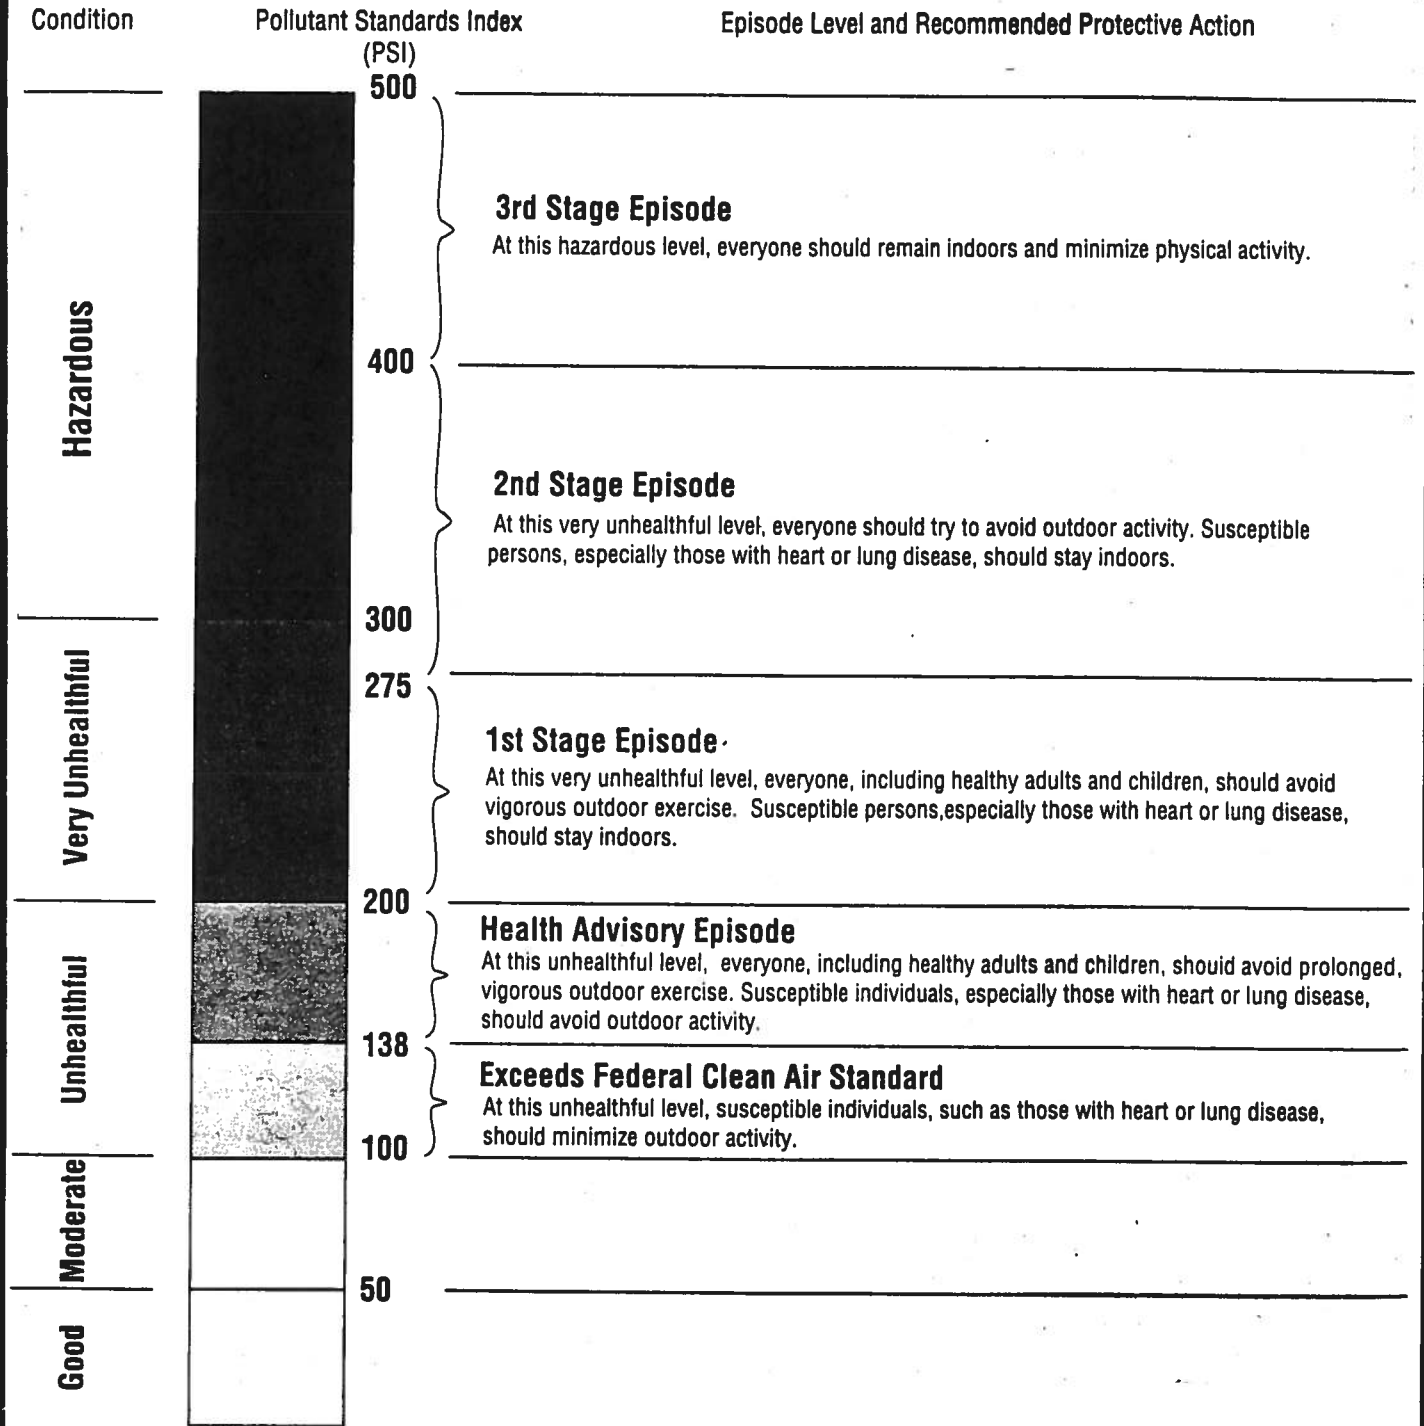 Condition
Pollutant Standards Index
(PSI)
Episode Level and Recommended Protective Action
500
3rd Stage Episode
At this hazardous level, everyone should remain indoors and minimize physical activity.
Hazardous
400
2nd Stage Episode
At this very unhealthful level, everyone should try to avoid outdoor activity. Susceptible
persons, especially those with heart or lung disease, should stay indoors.
300
Very Unhealthful
275
1st Stage Episode
At this very unhealthful level, everyone, including healthy adults and children, should avoid
vigorous outdoor exercise. Susceptible persons,especially those with heart or lung disease,
should stay indoors.
200
Unhealthful
Health Advisory Episode
At this unhealthful level, everyone, including healthy adults and children, should avoid prolonged,
vigorous outdoor exercise. Susceptible individuals, especially those with heart or lung disease,
should avoid outdoor activity.
138
Exceeds Federal Clean Air Standard
At this unhealthful level, susceptible individuals, such as those with heart or lung disease,
should minimize outdoor activity.
100
Moderate
50
Good